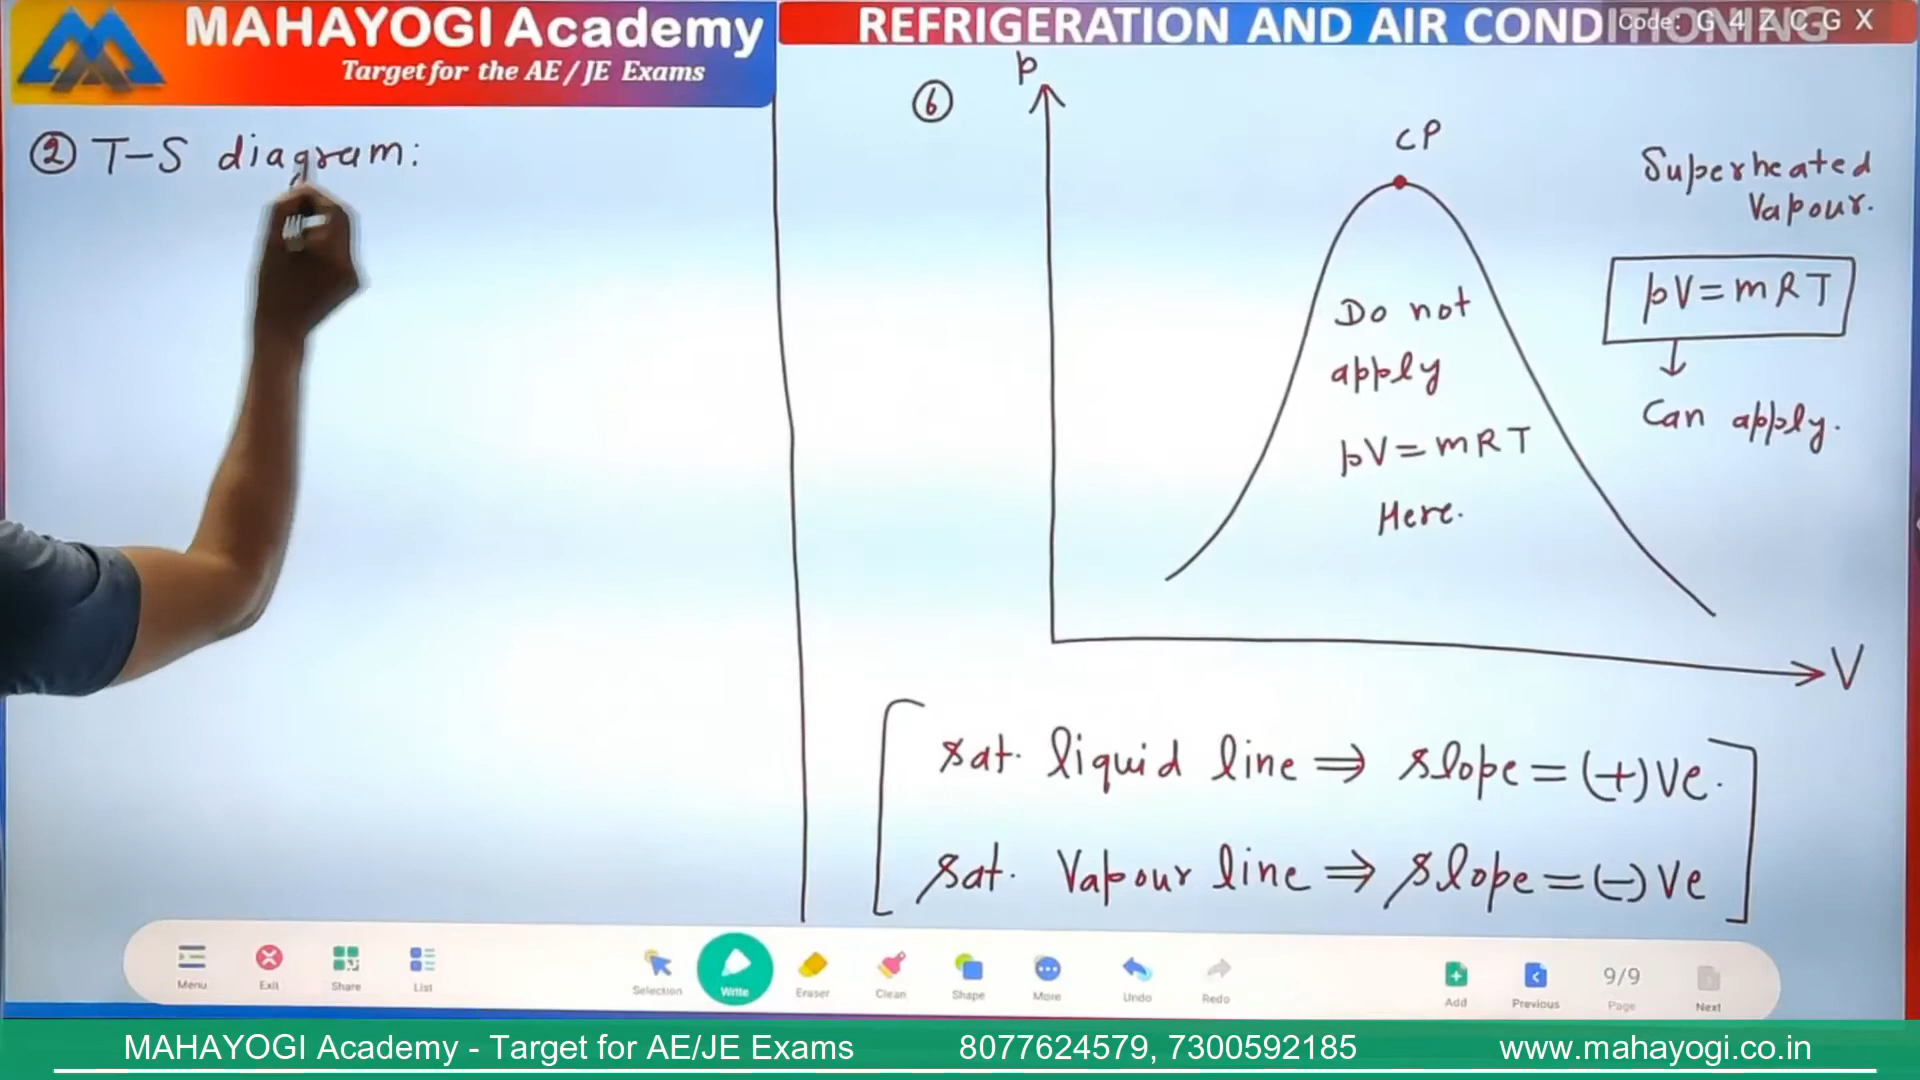 MAHAYOGI Academy
Target for the AE / JE Exams
REFRIGERATION AND AIR CONDITIONING
Code: G 4 Z C G X
② T-S diagram:
⑥
p
CP
Superheated
Vapour.
pV=mRT
Can apply.
Do not
apply
pV=mRT
Here.
V
sat. liquid line ⇒ slope = (+)ve.
sat. Vapour line ⇒ slope = (-)ve
Menu
Exit
Share
List
Selection
Write
Eraser
Clean
Shape
More
Undo
Redo
Add
Previous
9/9
Page
Next
MAHAYOGI Academy - Target for AE/JE Exams 8077624579, 7300592185 www.mahayogi.co.in